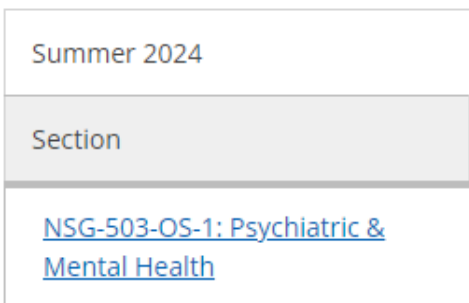 Summer 2024
Section
NSG-503-OS-1: Psychiatric &
Mental Health